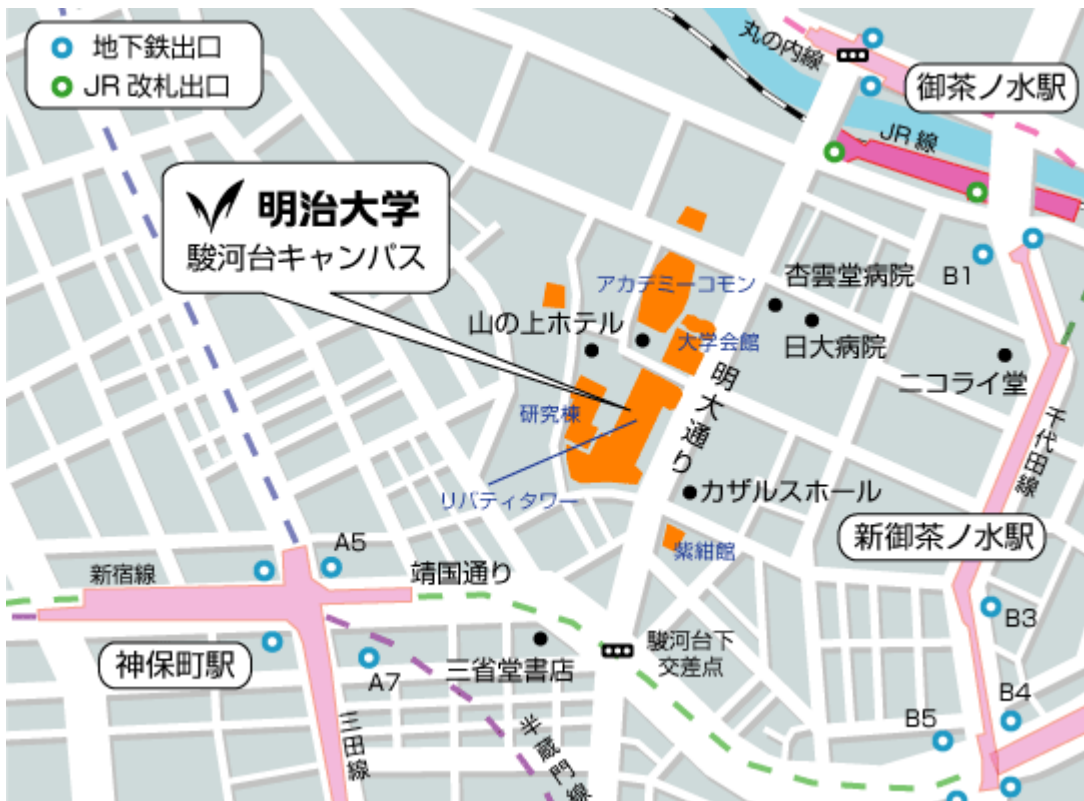 地下鉄出口
JR 改札出口
丸の内線
御茶ノ水駅
JR 線
明治大学
駿河台キャンパス
アカデミーコモン
杏雲堂病院
B1
山の上ホテル
大学会館
日大病院
ニコライ堂
明大通り
研究棟
千代田線
リバティタワー
カザルスホール
新御茶ノ水駅
紫紺館
A5
新宿線
靖国通り
B3
神保町駅
A7
三省堂書店
駿河台下
交差点
B4
B5
三田線
半蔵門線